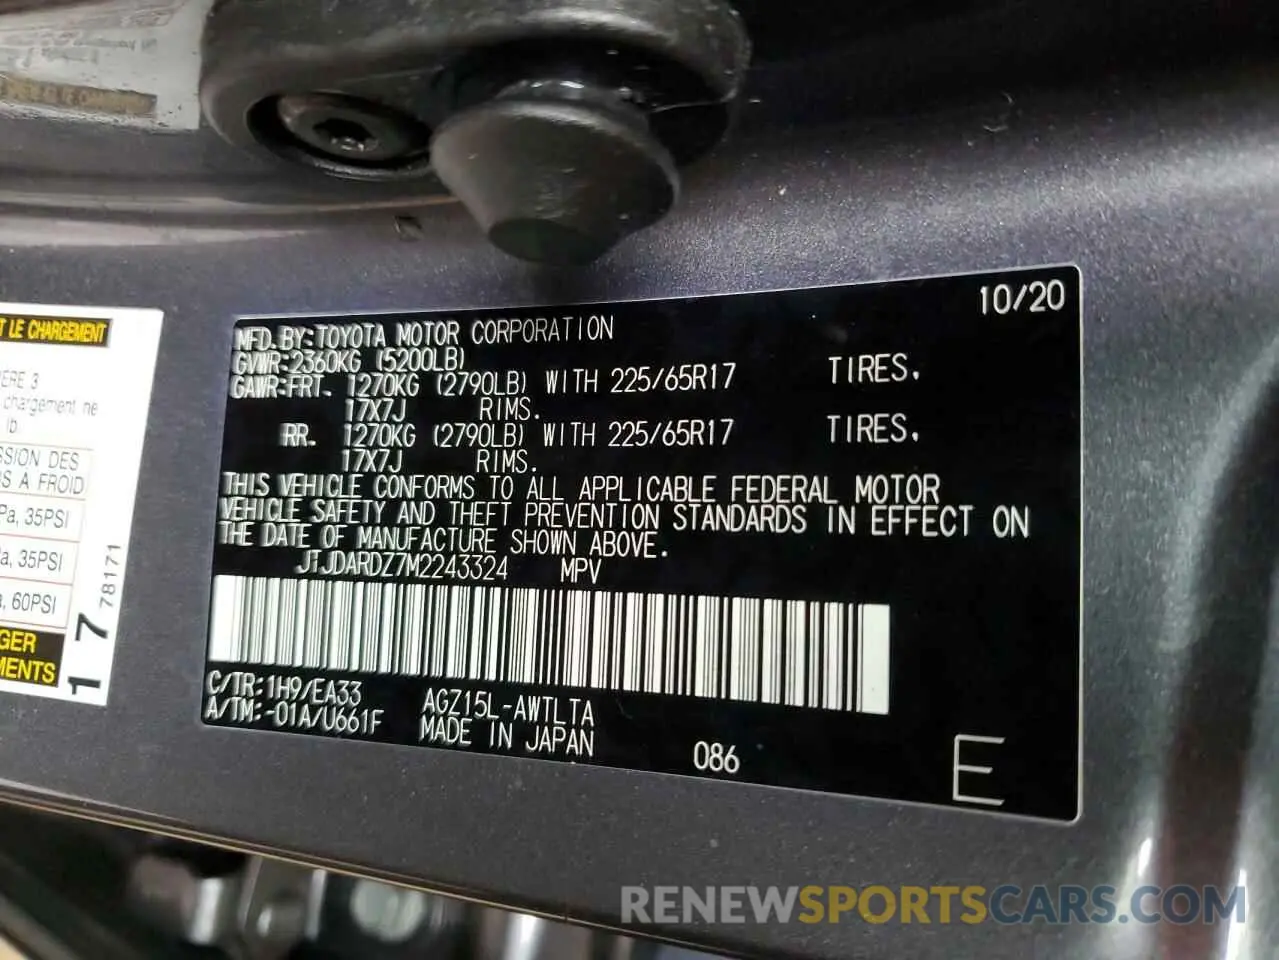 10/20
MFD.BY:TOYOTA MOTOR CORPORATION
GVWR:2360KG (5200LB)
GAWR:FRT. 1270KG (2790LB) WITH 225/65R17 TIRES.
17X7J RIMS.
RR. 1270KG (2790LB) WITH 225/65R17 TIRES.
17X7J RIMS.
THIS VEHICLE CONFORMS TO ALL APPLICABLE FEDERAL MOTOR
VEHICLE SAFETY AND THEFT PREVENTION STANDARDS IN EFFECT ON
THE DATE OF MANUFACTURE SHOWN ABOVE.
JTJDARDZ7M2243324 MPV
C/TR:1H9/EA33 AGZ15L-AWTLTA
A/TM:-01A/U661F MADE IN JAPAN
086
E
T LE CHARGEMENT
ERE 3
chargement ne
lb
SSION DES
S A FROID
Pa, 35PSI
a, 35PSI
, 60PSI
GER
MENTS
17
78171
RENEWSPORTSCARS.COM